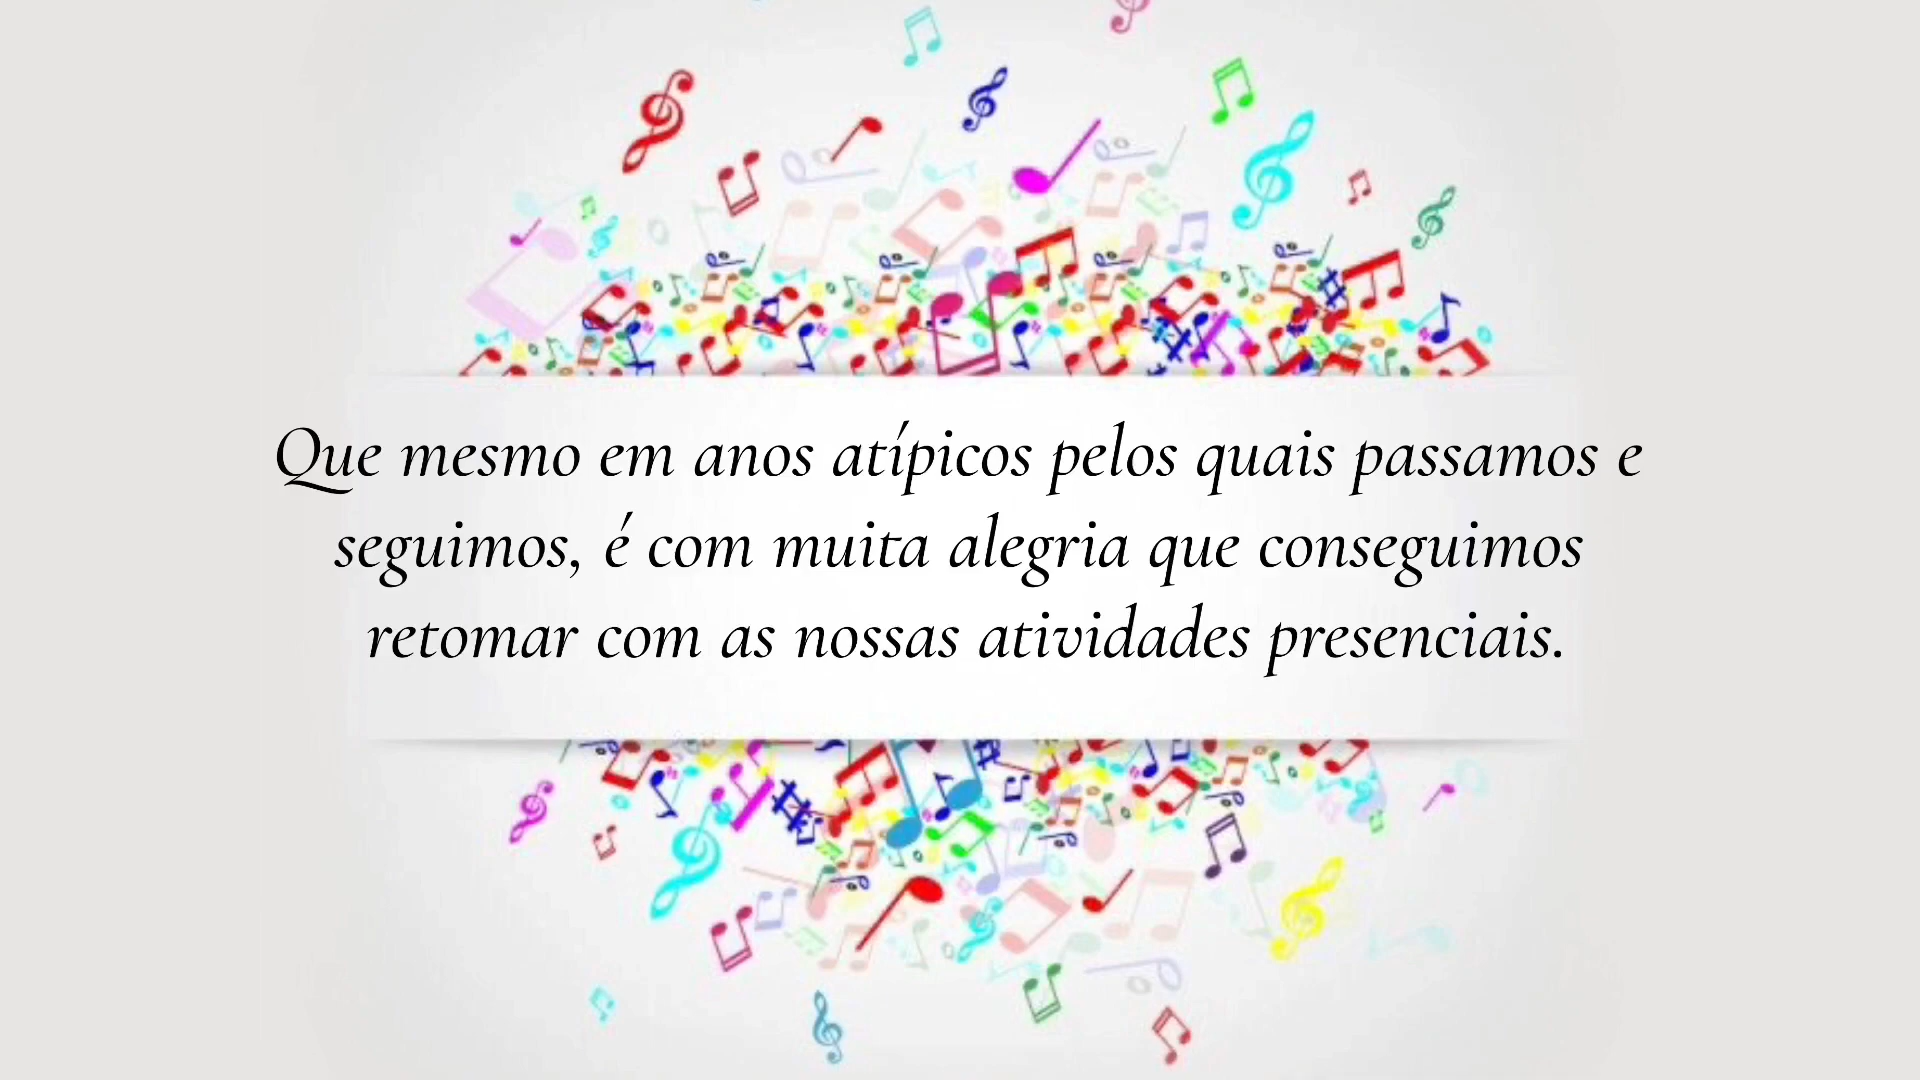 Que mesmo em anos atípicos pelos quais passamos e
seguimos, é com muita alegria que conseguimos
retomar com as nossas atividades presenciais.